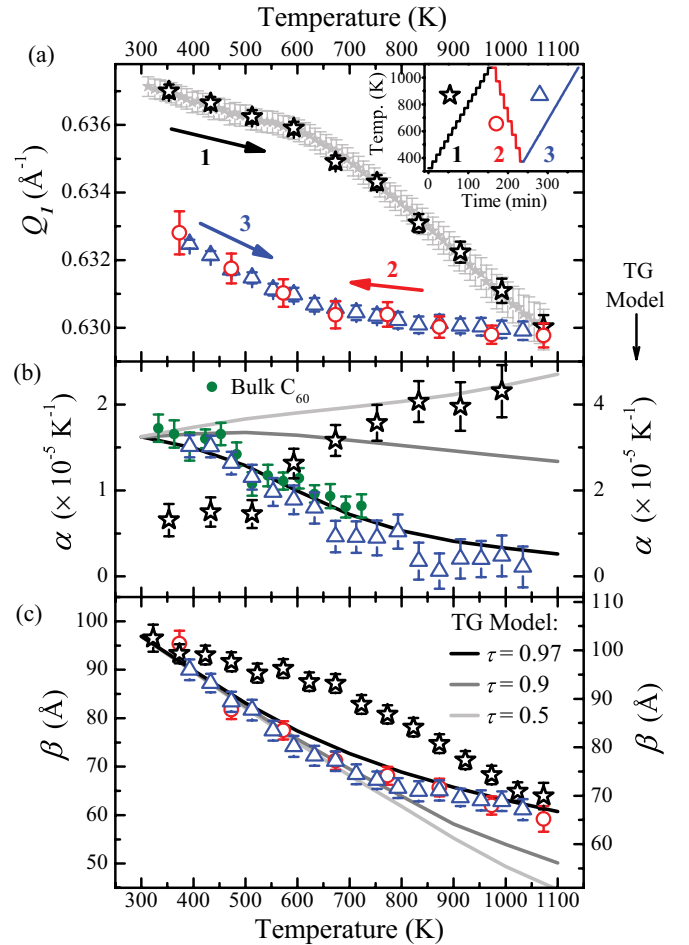 Temperature (K)
300 400 500 600 700 800 900 1000 1100
(a)
0.636
0.634
0.632
0.630
Q₁ (Å⁻¹)
1
3
2
Temp. (K)
1000
800
600
400
1 2 3
0 100 200 300
Time (min)
TG
Model
(b)
Bulk C₆₀
2
1
0
α (× 10⁻⁵ K⁻¹)
4
2
0
α (× 10⁻⁵ K⁻¹)
(c)
TG Model:
τ = 0.97
τ = 0.9
τ = 0.5
100
90
80
70
60
50
β (Å)
110
100
90
80
70
60
β (Å)
300 400 500 600 700 800 900 1000 1100
Temperature (K)